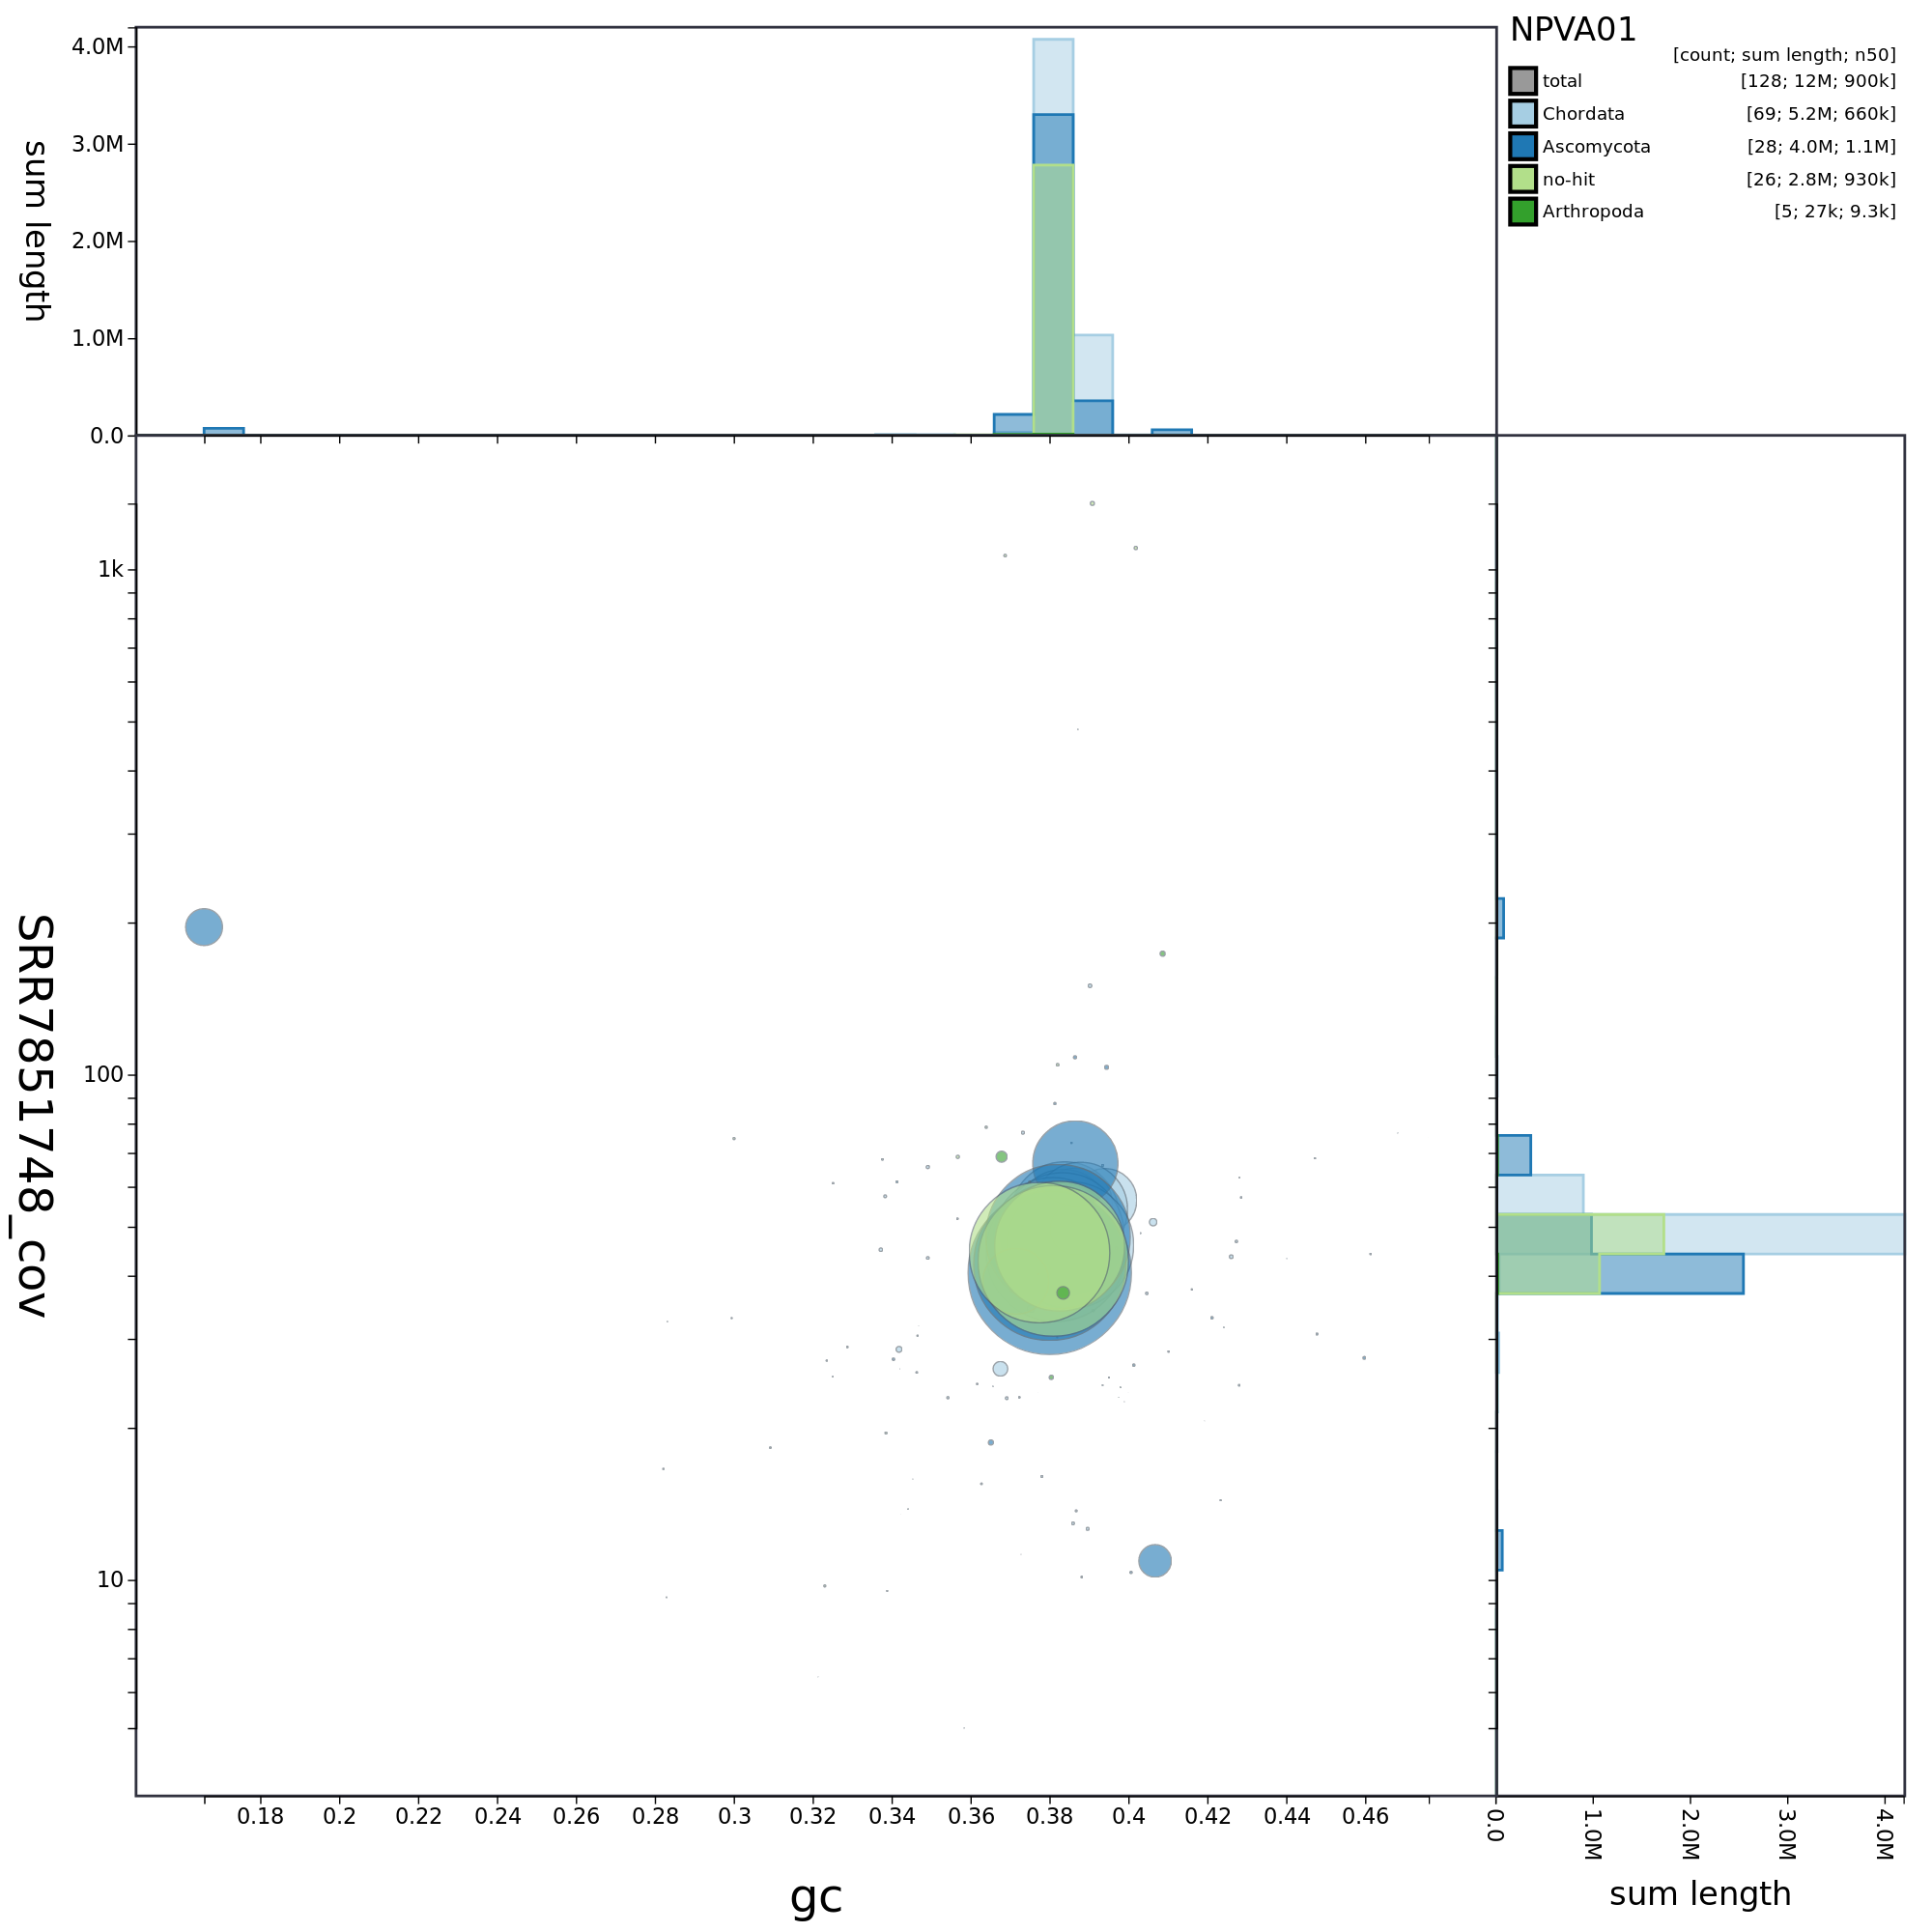 NPVA01
[count; sum length; n50]
total [128; 12M; 900k]
Chordata [69; 5.2M; 660k]
Ascomycota [28; 4.0M; 1.1M]
no-hit [26; 2.8M; 930k]
Arthropoda [5; 27k; 9.3k]
sum length
4.0M
3.0M
2.0M
1.0M
0.0
SRR7851748_cov
1k
100
10
0.18 0.2 0.22 0.24 0.26 0.28 0.3 0.32 0.34 0.36 0.38 0.4 0.42 0.44 0.46
gc
0.0 1.0M 2.0M 3.0M 4.0M
sum length